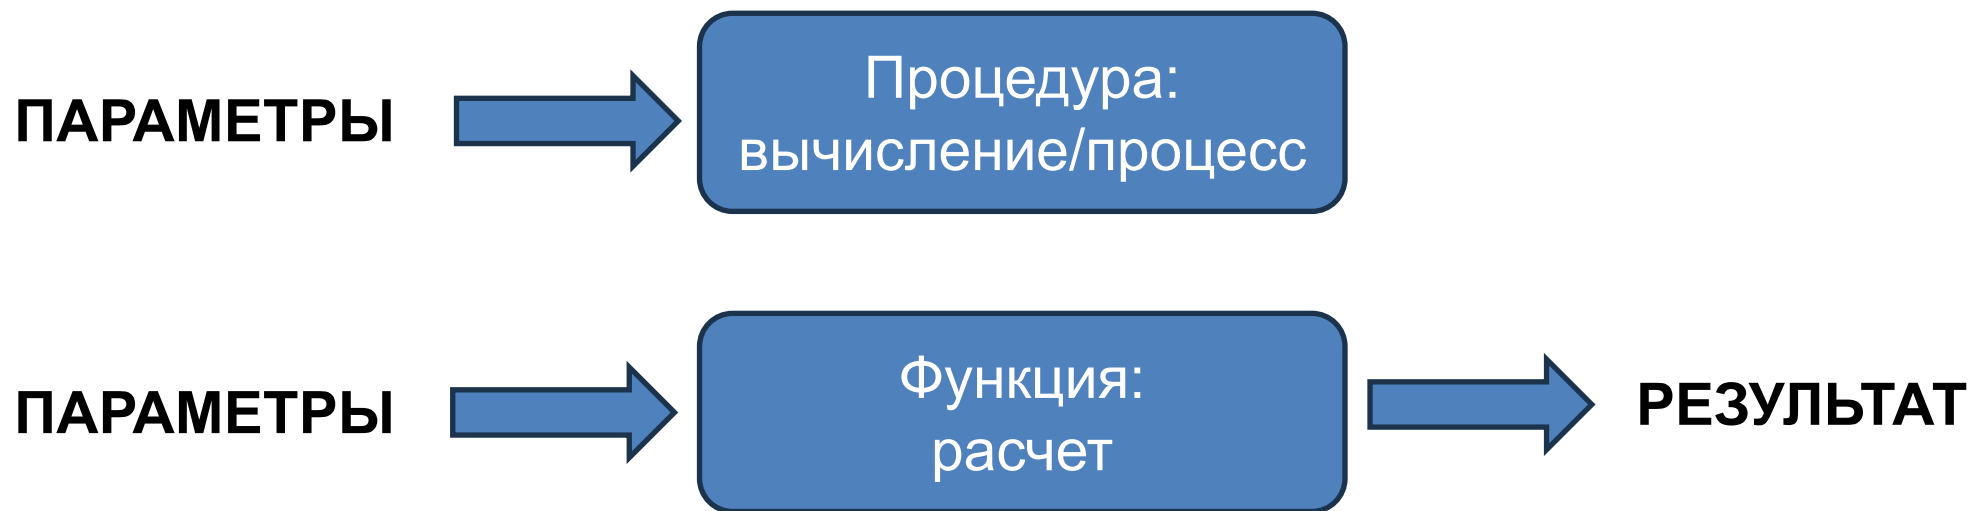 ПАРАМЕТРЫ
Процедура:
вычисление/процесс
ПАРАМЕТРЫ
Функция:
расчет
РЕЗУЛЬТАТ